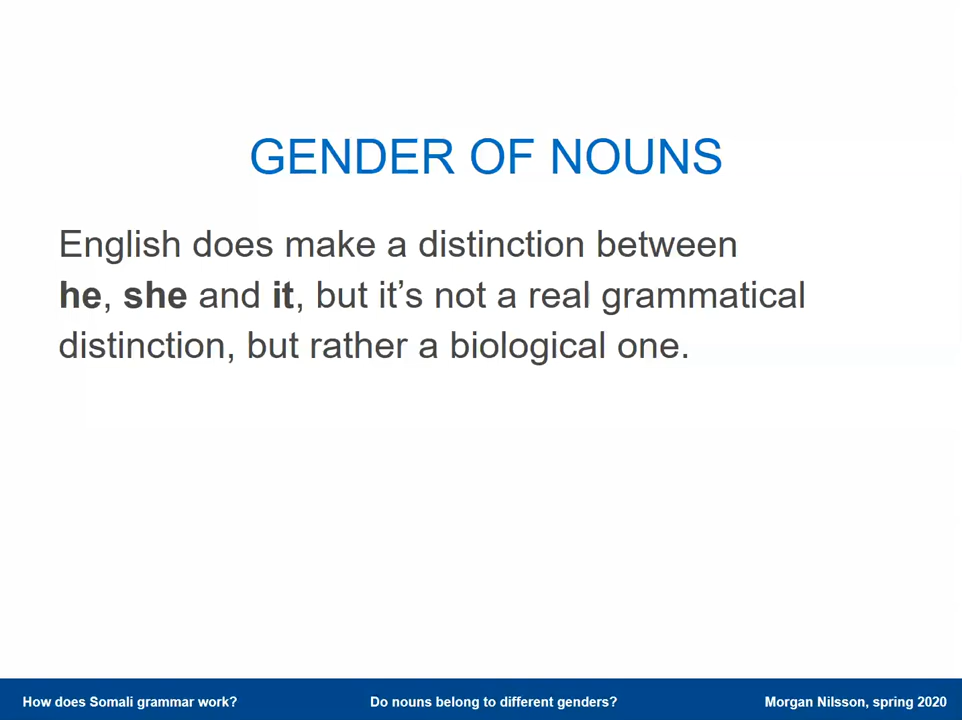 GENDER OF NOUNS
English does make a distinction between
he, she and it, but it’s not a real grammatical
distinction, but rather a biological one.
How does Somali grammar work?
Do nouns belong to different genders?
Morgan Nilsson, spring 2020